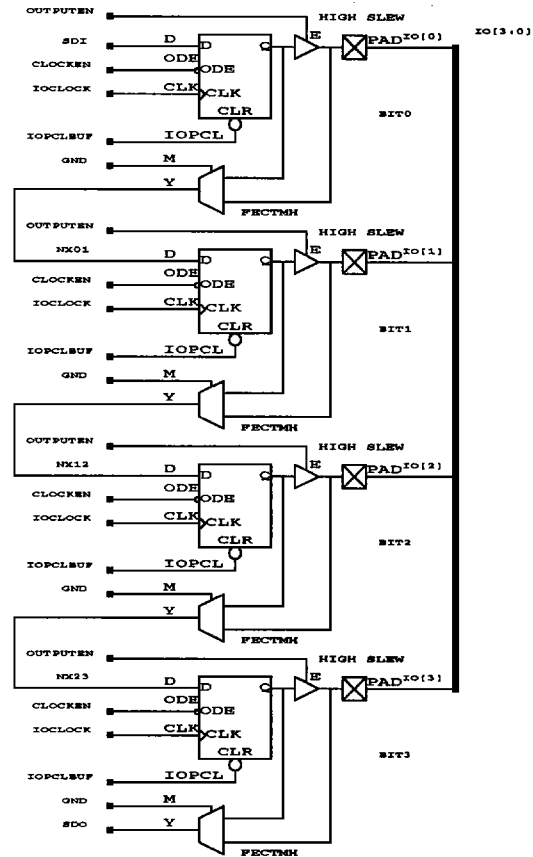 OUTPUTEN HIGH SLEW IO[3:0]
SDI D D Q E PAD IO[0]
CLOCKEN ODE ODE
IOCLOCK CLK CLK BIT0
CLR
IOPCLBUF IOPCL
GND M
Y
FECTMH
OUTPUTEN HIGH SLEW
NX01 D D Q E PAD IO[1]
CLOCKEN ODE ODE
IOCLOCK CLK CLK BIT1
CLR
IOPCLBUF IOPCL
GND M
Y
FECTMH
OUTPUTEN HIGH SLEW
NX12 D D Q E PAD IO[2]
CLOCKEN ODE ODE
IOCLOCK CLK CLK BIT2
CLR
IOPCLBUF IOPCL
GND M
Y
FECTMH
OUTPUTEN HIGH SLEW
NX23 D D Q E PAD IO[3]
CLOCKEN ODE ODE
IOCLOCK CLK CLK BIT3
CLR
IOPCLBUF IOPCL
GND M
SDO Y
FECTMH